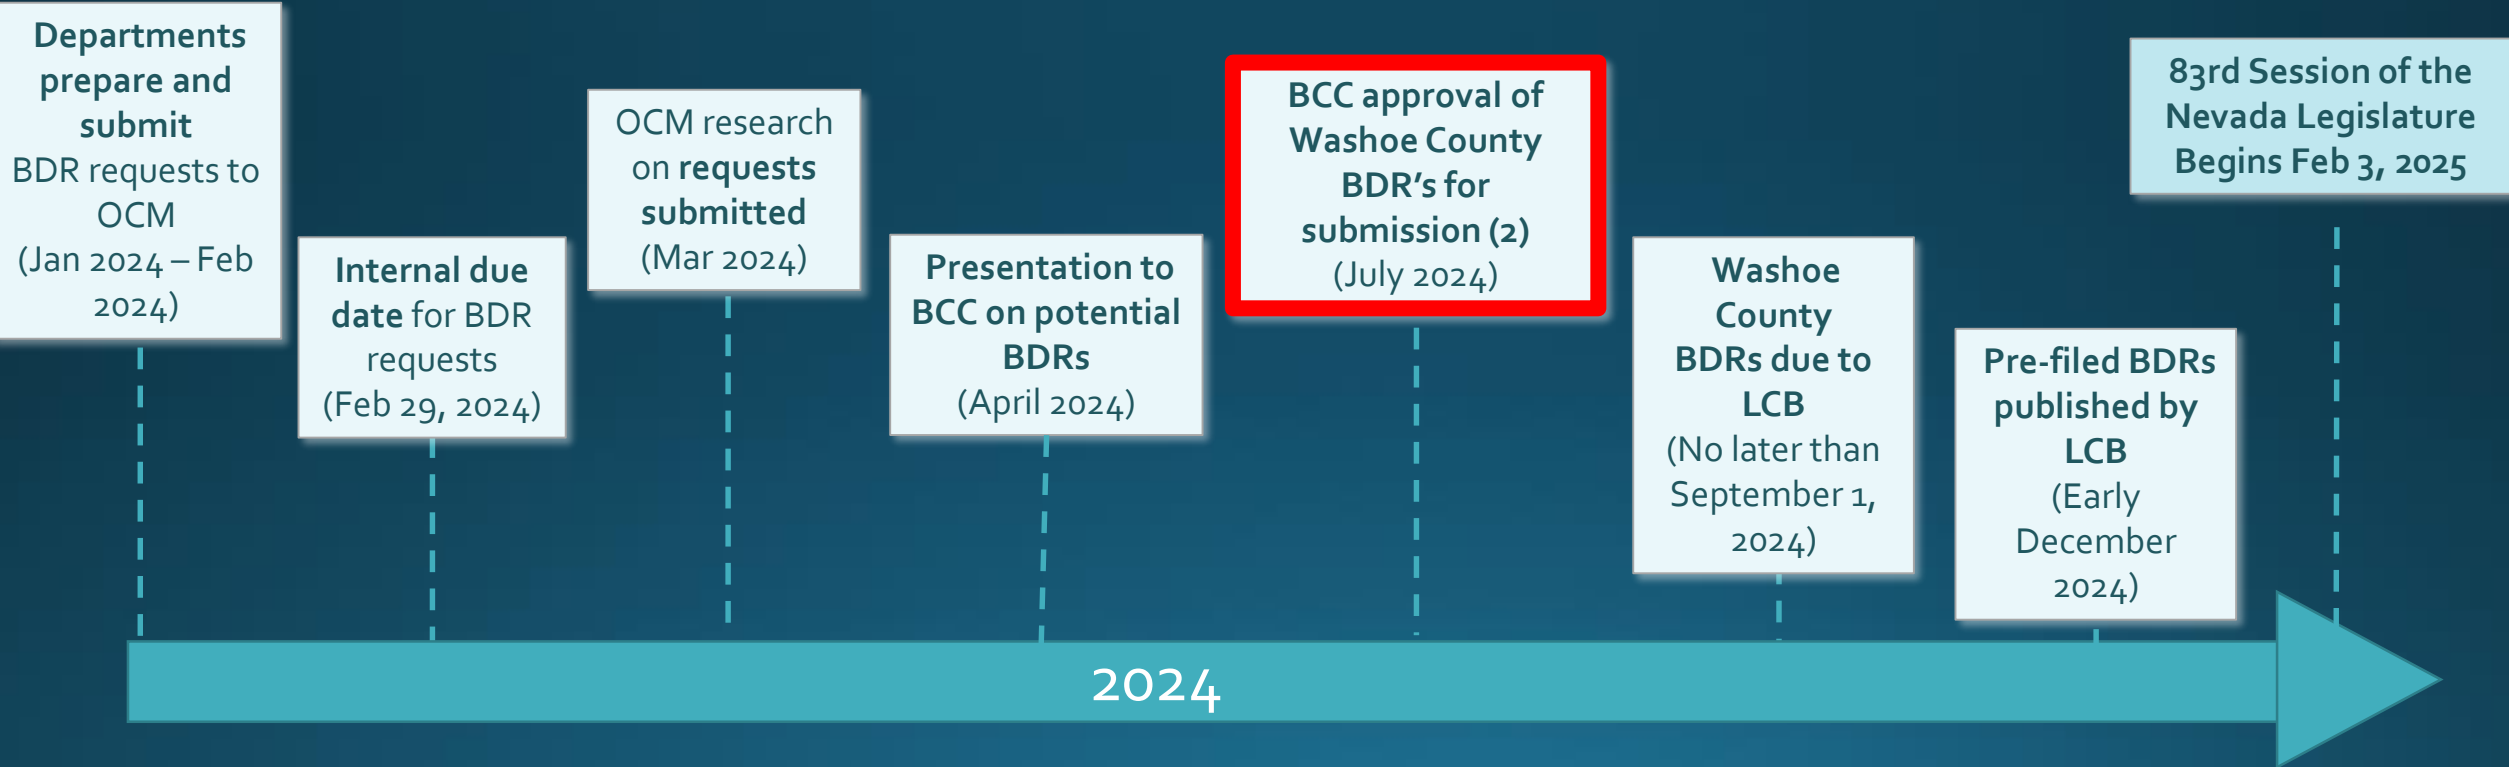 Departments
prepare and
submit
BDR requests to
OCM
(Jan 2024 – Feb
2024)
Internal due
date for BDR
requests
(Feb 29, 2024)
OCM research
on requests
submitted
(Mar 2024)
Presentation to
BCC on potential
BDRs
(April 2024)
BCC approval of
Washoe County
BDR’s for
submission (2)
(July 2024)
Washoe
County
BDRs due to
LCB
(No later than
September 1,
2024)
Pre-filed BDRs
published by
LCB
(Early
December
2024)
83rd Session of the
Nevada Legislature
Begins Feb 3, 2025
2024